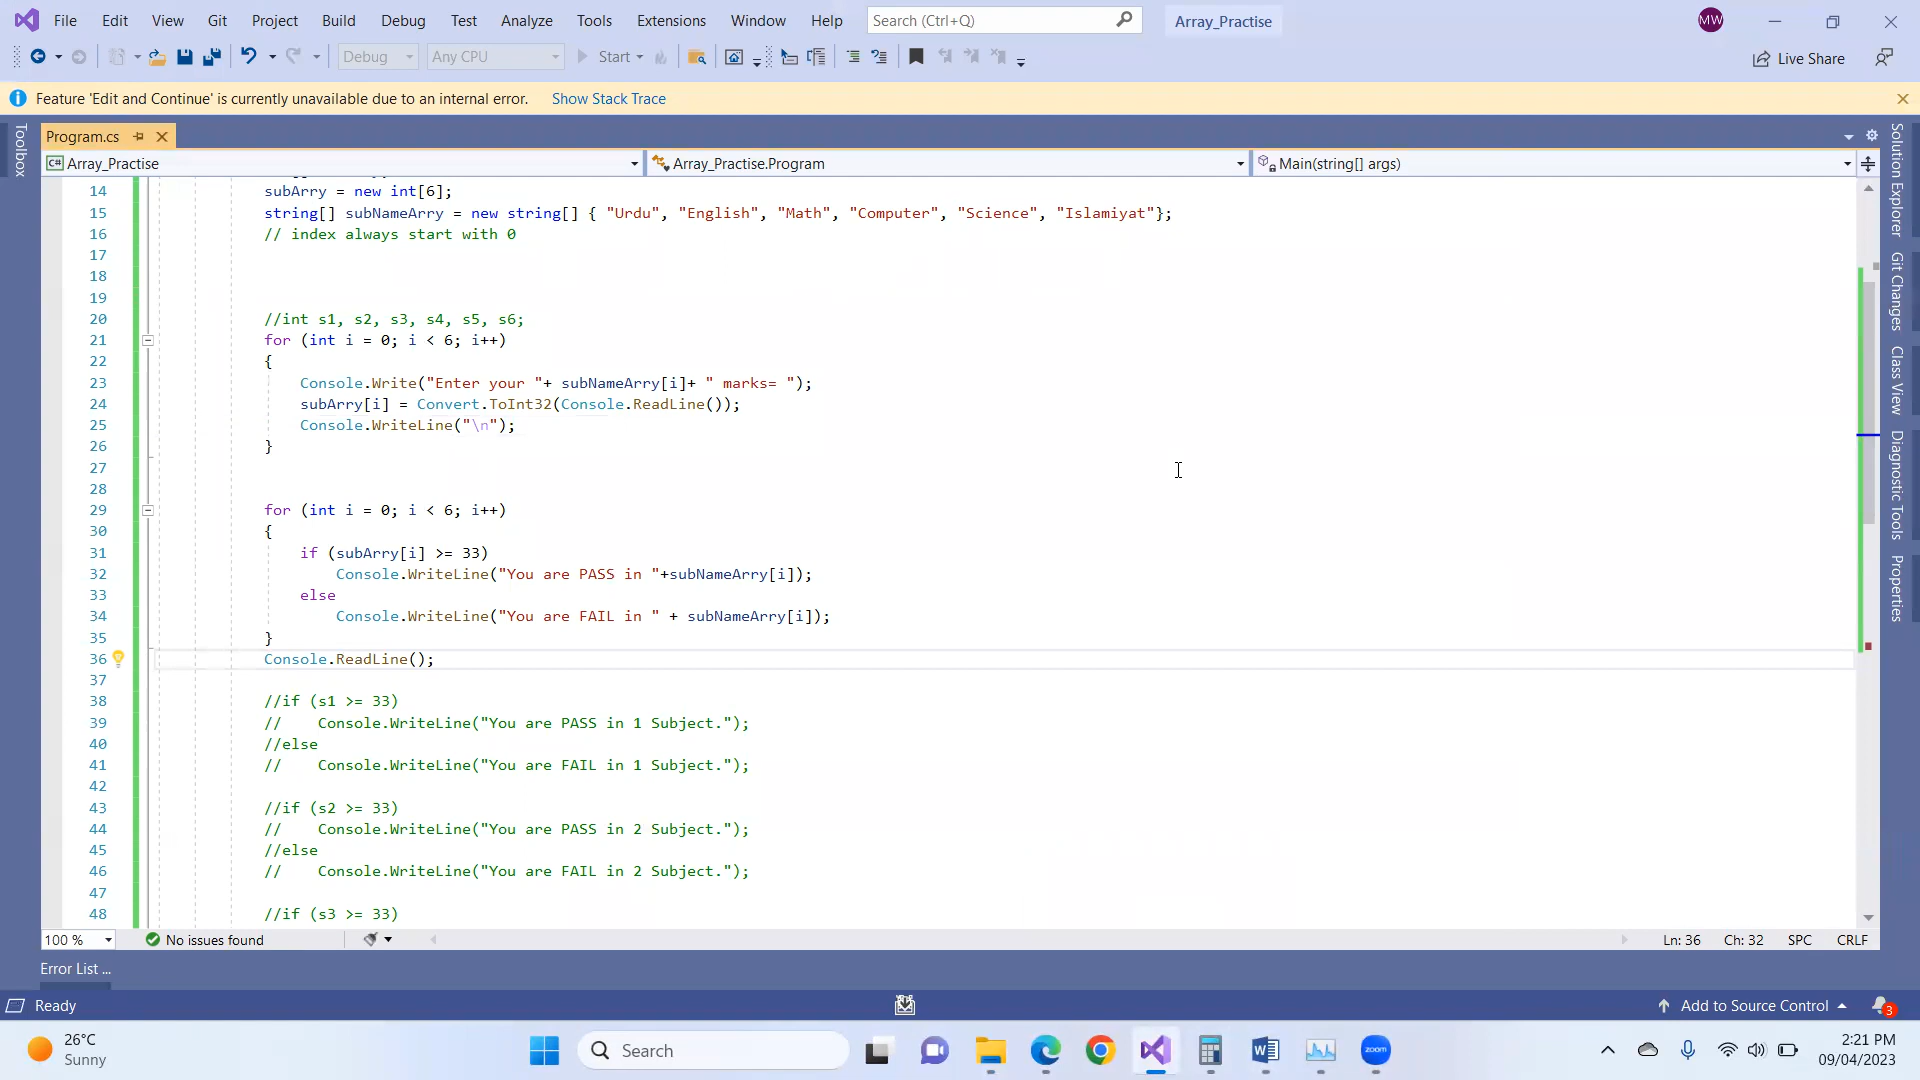 File Edit View Git Project Build Debug Test Analyze Tools Extensions Window Help Search (Ctrl+Q) Array_Practise MW
Debug Any CPU Start Live Share
Feature 'Edit and Continue' is currently unavailable due to an internal error. Show Stack Trace
Program.cs
C# Array_Practise Array_Practise.Program Main(string[] args)
14 subArry = new int[6];
15 string[] subNameArry = new string[] { "Urdu", "English", "Math", "Computer", "Science", "Islamiyat"};
16 // index always start with 0
17
18
19
20 //int s1, s2, s3, s4, s5, s6;
21 for (int i = 0; i < 6; i++)
22 {
23 Console.Write("Enter your "+ subNameArry[i]+ " marks= ");
24 subArry[i] = Convert.ToInt32(Console.ReadLine());
25 Console.WriteLine("\n");
26 }
27
28
29 for (int i = 0; i < 6; i++)
30 {
31 if (subArry[i] >= 33)
32 Console.WriteLine("You are PASS in "+subNameArry[i]);
33 else
34 Console.WriteLine("You are FAIL in " + subNameArry[i]);
35 }
36 Console.ReadLine();
37
38 //if (s1 >= 33)
39 // Console.WriteLine("You are PASS in 1 Subject.");
40 //else
41 // Console.WriteLine("You are FAIL in 1 Subject.");
42
43 //if (s2 >= 33)
44 // Console.WriteLine("You are PASS in 2 Subject.");
45 //else
46 // Console.WriteLine("You are FAIL in 2 Subject.");
47
48 //if (s3 >= 33)
Toolbox
Solution Explorer
Git Changes
Class View
Diagnostic Tools
Properties
100 % No issues found Ln: 36 Ch: 32 SPC CRLF
Error List ...
Ready Add to Source Control 3
26°C
Sunny
Search
zoom
2:21 PM
09/04/2023